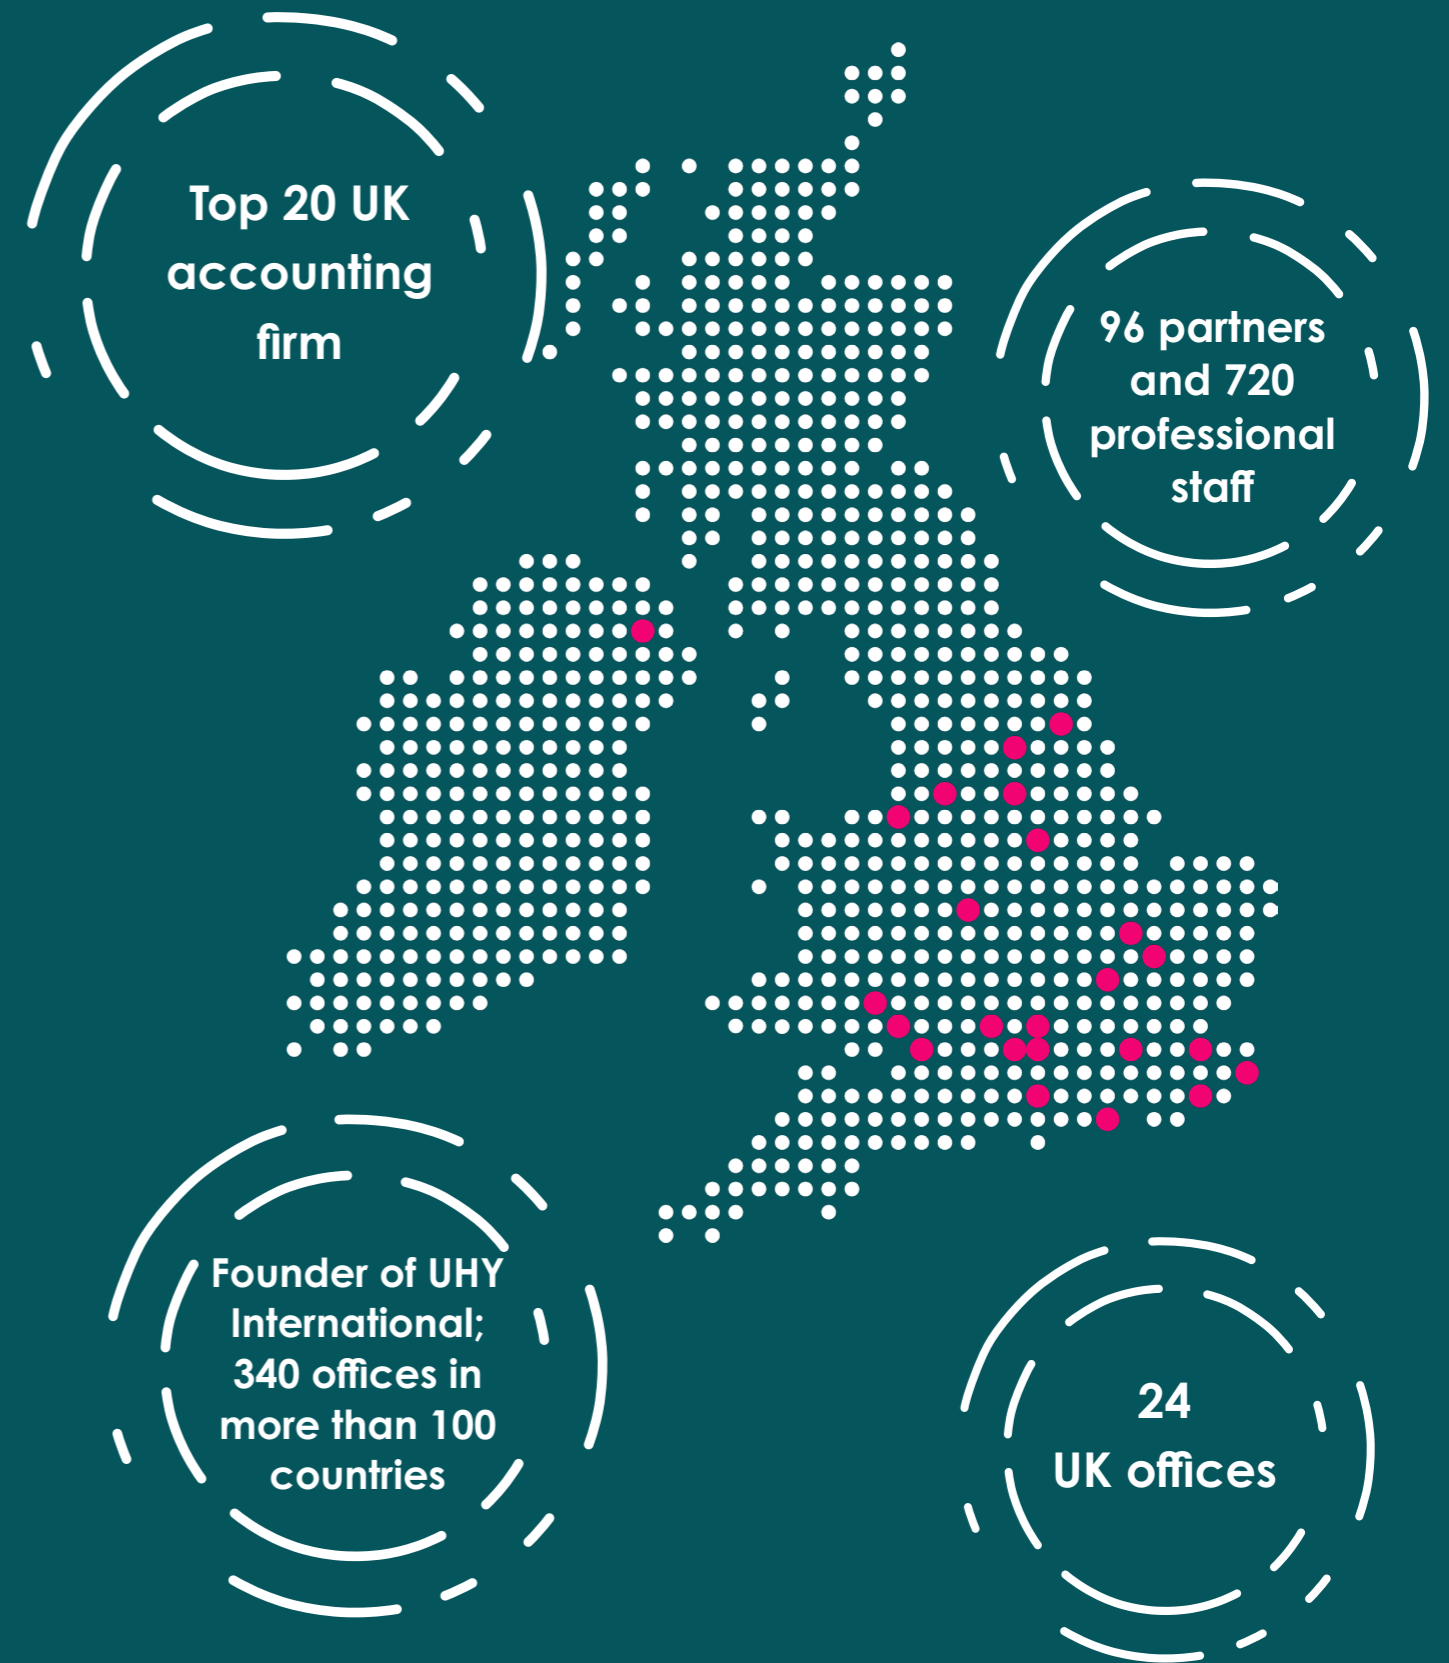 Top 20 UK
accounting
firm
96 partners
and 720
professional
staff
Founder of UHY
International;
340 offices in
more than 100
countries
24
UK offices